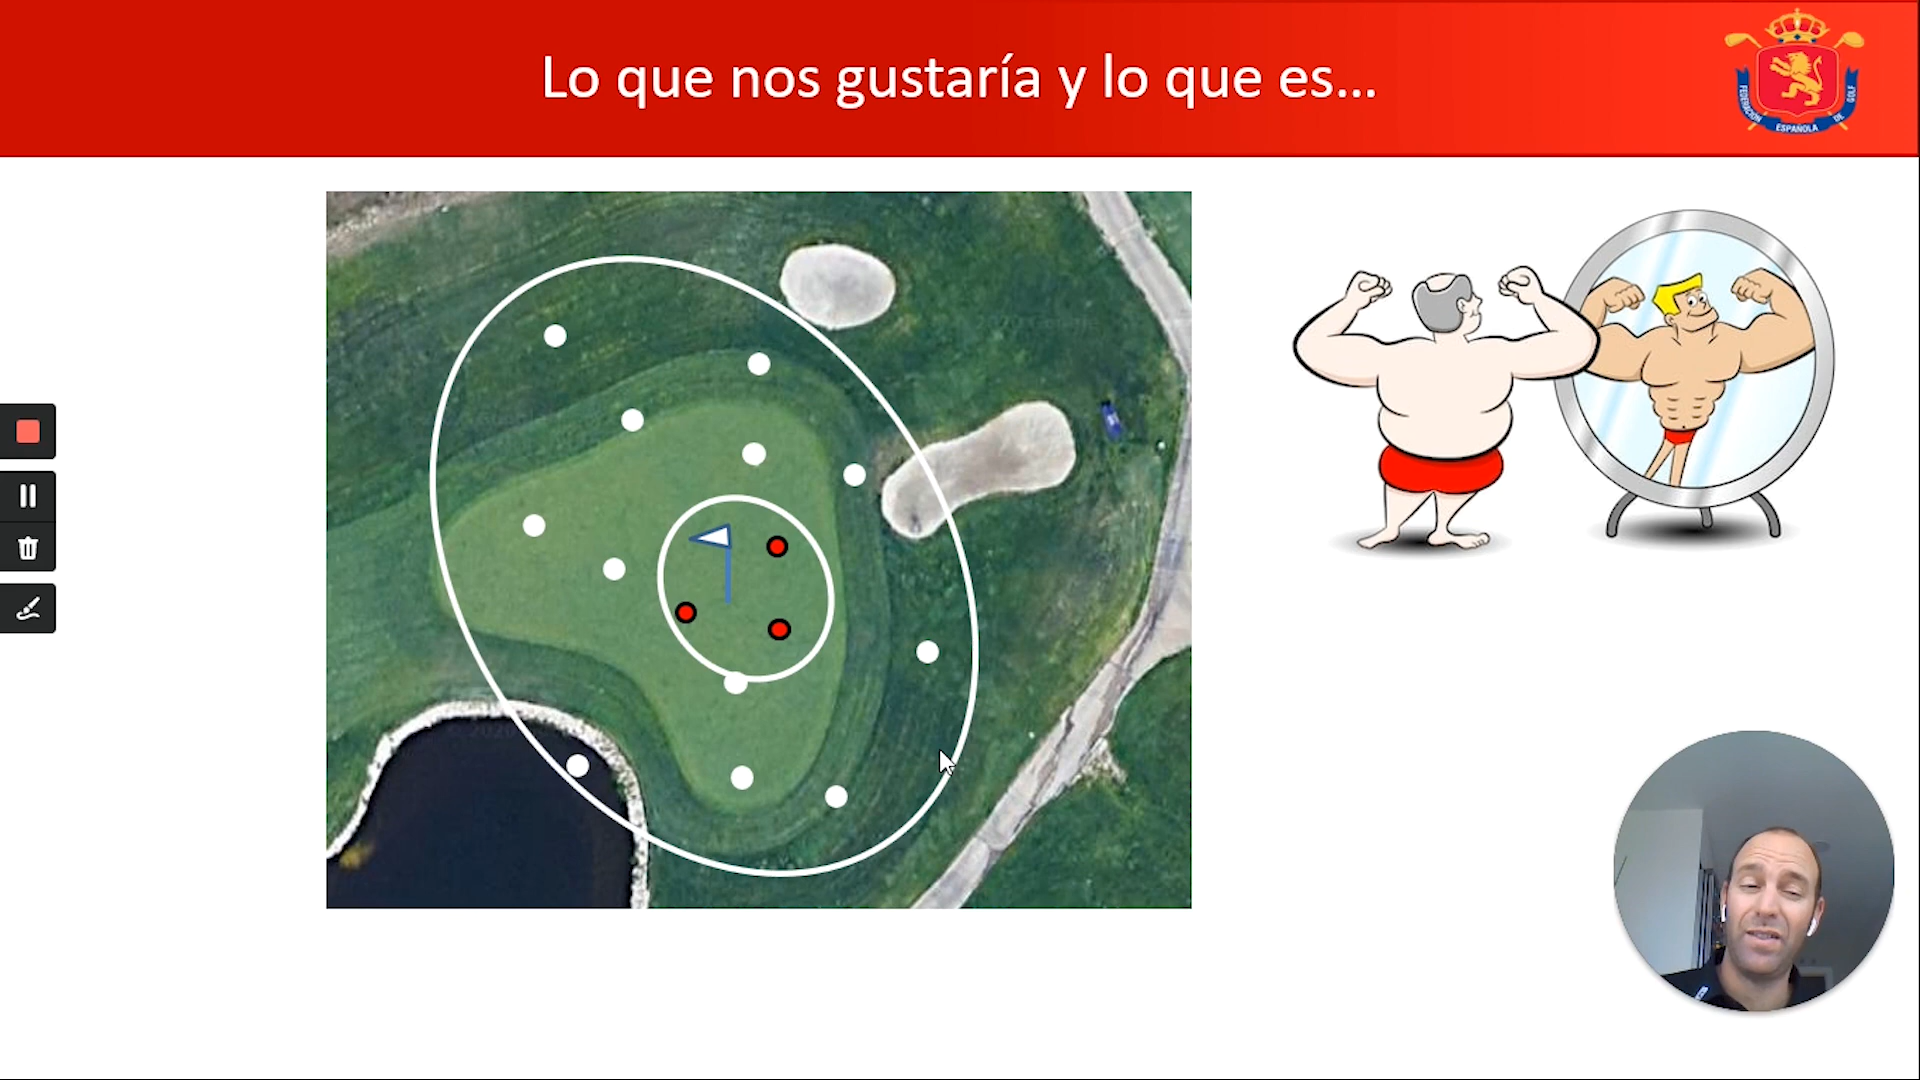 Lo que nos gustaría y lo que es...
FEDERACIÓN
ESPAÑOLA
DE
GOLF